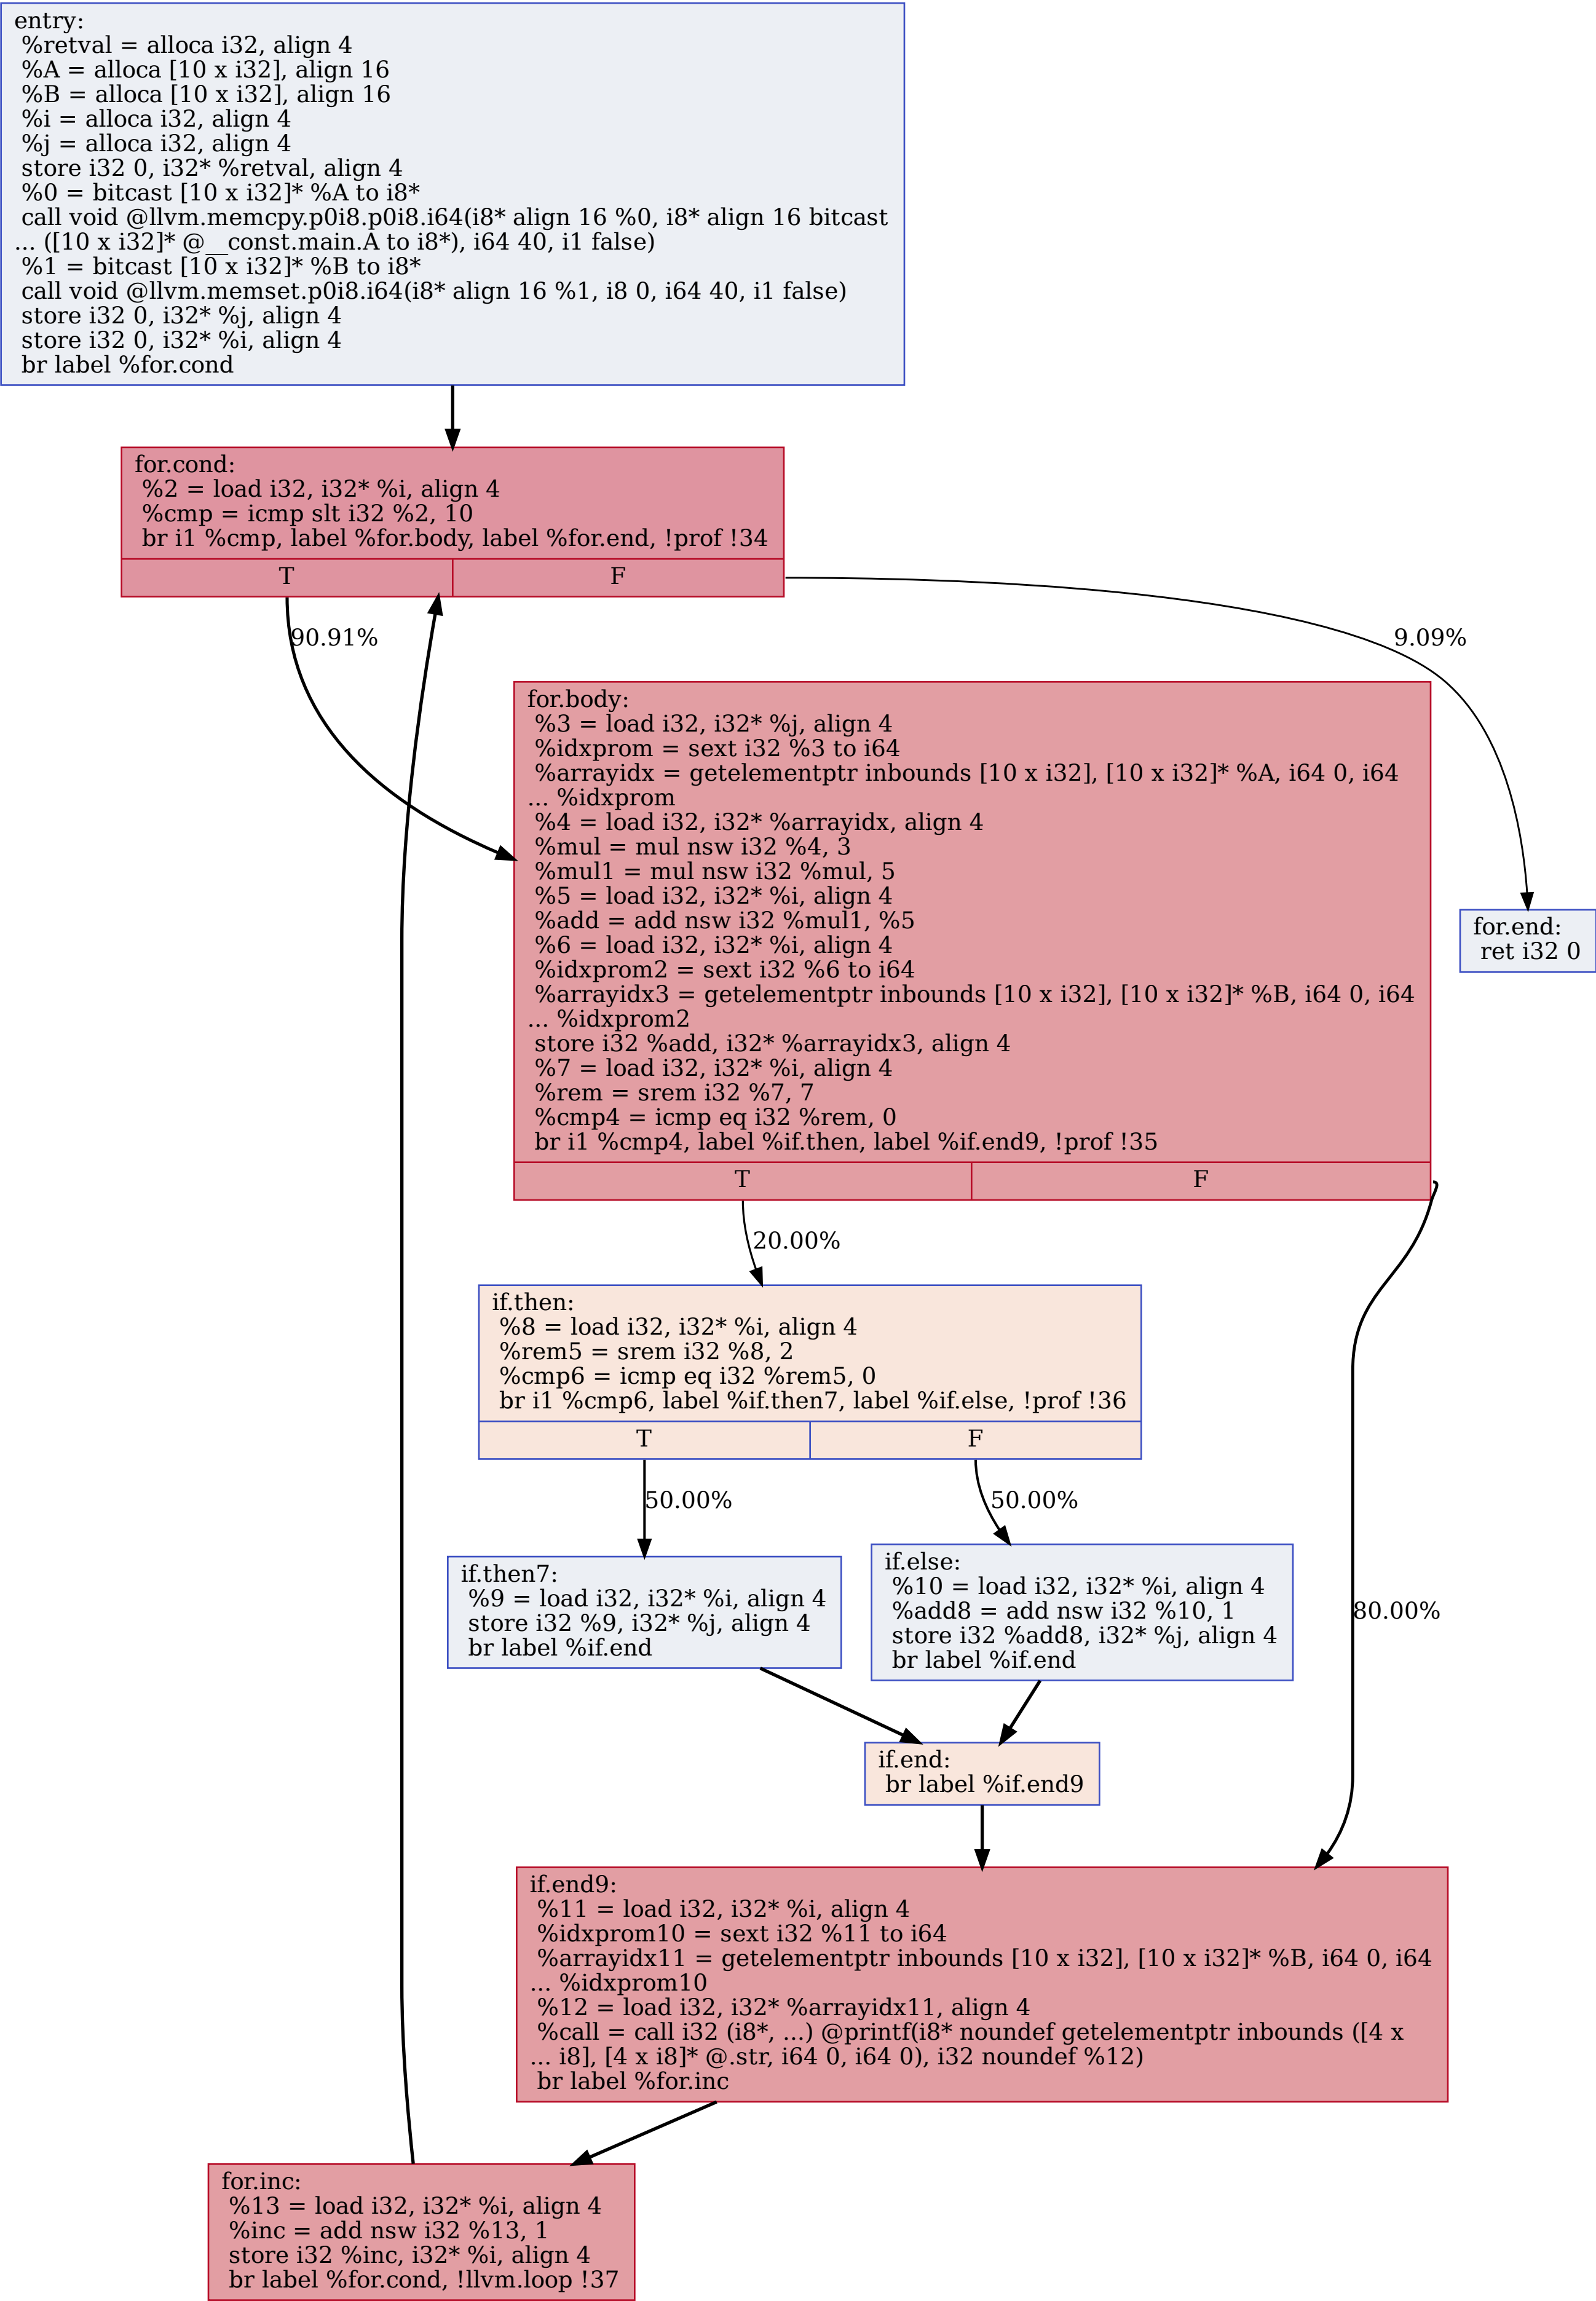 entry:
%retval = alloca i32, align 4
%A = alloca [10 x i32], align 16
%B = alloca [10 x i32], align 16
%i = alloca i32, align 4
%j = alloca i32, align 4
store i32 0, i32* %retval, align 4
%0 = bitcast [10 x i32]* %A to i8*
call void @llvm.memcpy.p0i8.p0i8.i64(i8* align 16 %0, i8* align 16 bitcast
... ([10 x i32]* @__const.main.A to i8*), i64 40, i1 false)
%1 = bitcast [10 x i32]* %B to i8*
call void @llvm.memset.p0i8.i64(i8* align 16 %1, i8 0, i64 40, i1 false)
store i32 0, i32* %j, align 4
store i32 0, i32* %i, align 4
br label %for.cond
for.cond:
%2 = load i32, i32* %i, align 4
%cmp = icmp slt i32 %2, 10
br i1 %cmp, label %for.body, label %for.end, !prof !34
T F
90.91% 9.09%
for.body:
%3 = load i32, i32* %j, align 4
%idxprom = sext i32 %3 to i64
%arrayidx = getelementptr inbounds [10 x i32], [10 x i32]* %A, i64 0, i64
... %idxprom
%4 = load i32, i32* %arrayidx, align 4
%mul = mul nsw i32 %4, 3
%mul1 = mul nsw i32 %mul, 5
%5 = load i32, i32* %i, align 4
%add = add nsw i32 %mul1, %5
%6 = load i32, i32* %i, align 4
%idxprom2 = sext i32 %6 to i64
%arrayidx3 = getelementptr inbounds [10 x i32], [10 x i32]* %B, i64 0, i64
... %idxprom2
store i32 %add, i32* %arrayidx3, align 4
%7 = load i32, i32* %i, align 4
%rem = srem i32 %7, 7
%cmp4 = icmp eq i32 %rem, 0
br i1 %cmp4, label %if.then, label %if.end9, !prof !35
T F
for.end:
ret i32 0
20.00%
if.then:
%8 = load i32, i32* %i, align 4
%rem5 = srem i32 %8, 2
%cmp6 = icmp eq i32 %rem5, 0
br i1 %cmp6, label %if.then7, label %if.else, !prof !36
T F
50.00% 50.00%
if.then7:
%9 = load i32, i32* %i, align 4
store i32 %9, i32* %j, align 4
br label %if.end
if.else:
%10 = load i32, i32* %i, align 4
%add8 = add nsw i32 %10, 1
store i32 %add8, i32* %j, align 4
br label %if.end
80.00%
if.end:
br label %if.end9
if.end9:
%11 = load i32, i32* %i, align 4
%idxprom10 = sext i32 %11 to i64
%arrayidx11 = getelementptr inbounds [10 x i32], [10 x i32]* %B, i64 0, i64
... %idxprom10
%12 = load i32, i32* %arrayidx11, align 4
%call = call i32 (i8*, ...) @printf(i8* noundef getelementptr inbounds ([4 x
... i8], [4 x i8]* @.str, i64 0, i64 0), i32 noundef %12)
br label %for.inc
for.inc:
%13 = load i32, i32* %i, align 4
%inc = add nsw i32 %13, 1
store i32 %inc, i32* %i, align 4
br label %for.cond, !llvm.loop !37